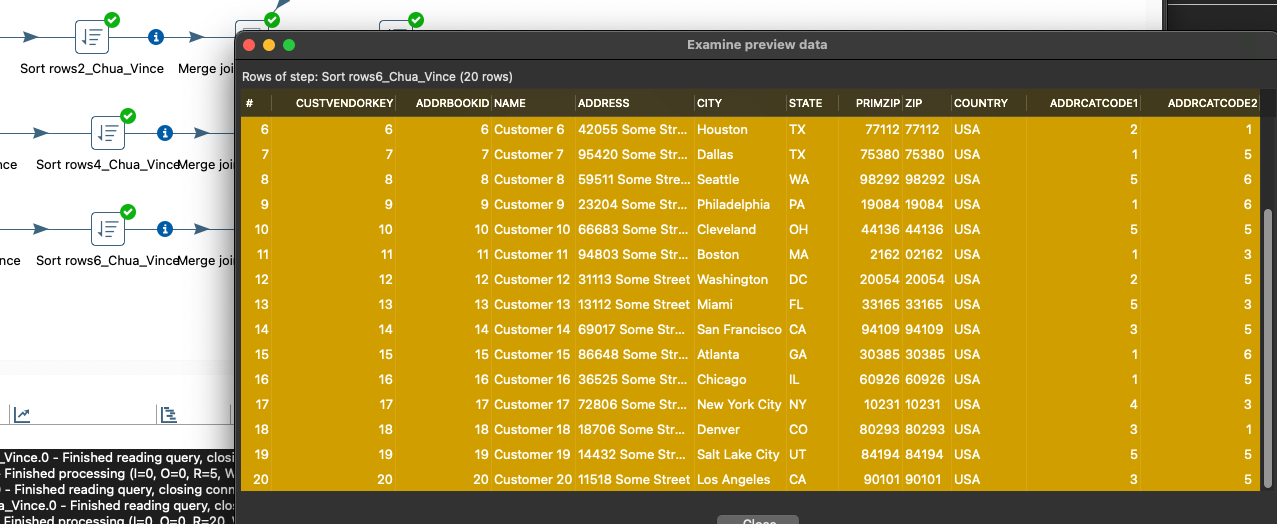 Examine preview data
Sort rows2_Chua_Vince Merge joi
Rows of step: Sort rows6_Chua_Vince (20 rows)
# CUSTVENDORKEY ADDRBOOKID NAME ADDRESS CITY STATE PRIMZIP ZIP COUNTRY ADDRCATCODE1 ADDRCATCODE2
6 6 6 Customer 6 42055 Some Str... Houston TX 77112 77112 USA 2 1
7 7 7 Customer 7 95420 Some Str... Dallas TX 75380 75380 USA 1 5
nce Sort rows4_Chua_Vince Merge joi
8 8 8 Customer 8 59511 Some Stre... Seattle WA 98292 98292 USA 5 6
9 9 9 Customer 9 23204 Some Str... Philadelphia PA 19084 19084 USA 1 6
10 10 10 Customer 10 66683 Some Str... Cleveland OH 44136 44136 USA 5 5
11 11 11 Customer 11 94803 Some Str... Boston MA 2162 02162 USA 1 3
nce Sort rows6_Chua_Vince Merge joi
12 12 12 Customer 12 31113 Some Street Washington DC 20054 20054 USA 2 5
13 13 13 Customer 13 13112 Some Street Miami FL 33165 33165 USA 5 3
14 14 14 Customer 14 69017 Some Str... San Francisco CA 94109 94109 USA 3 5
15 15 15 Customer 15 86648 Some Str... Atlanta GA 30385 30385 USA 1 6
16 16 16 Customer 16 36525 Some Str... Chicago IL 60926 60926 USA 1 5
17 17 17 Customer 17 72806 Some Str... New York City NY 10231 10231 USA 4 3
18 18 18 Customer 18 18706 Some Str... Denver CO 80293 80293 USA 3 1
19 19 19 Customer 19 14432 Some Str... Salt Lake City UT 84194 84194 USA 5 5
20 20 20 Customer 20 11518 Some Street Los Angeles CA 90101 90101 USA 3 5
_Vince.0 - Finished reading query, closi
- Finished processing (I=0, O=0, R=5, W
0 - Finished reading query, closing conn
a_Vince.0 - Finished reading query, clo
Finished processing (I=0, O=0, R=20,
Close